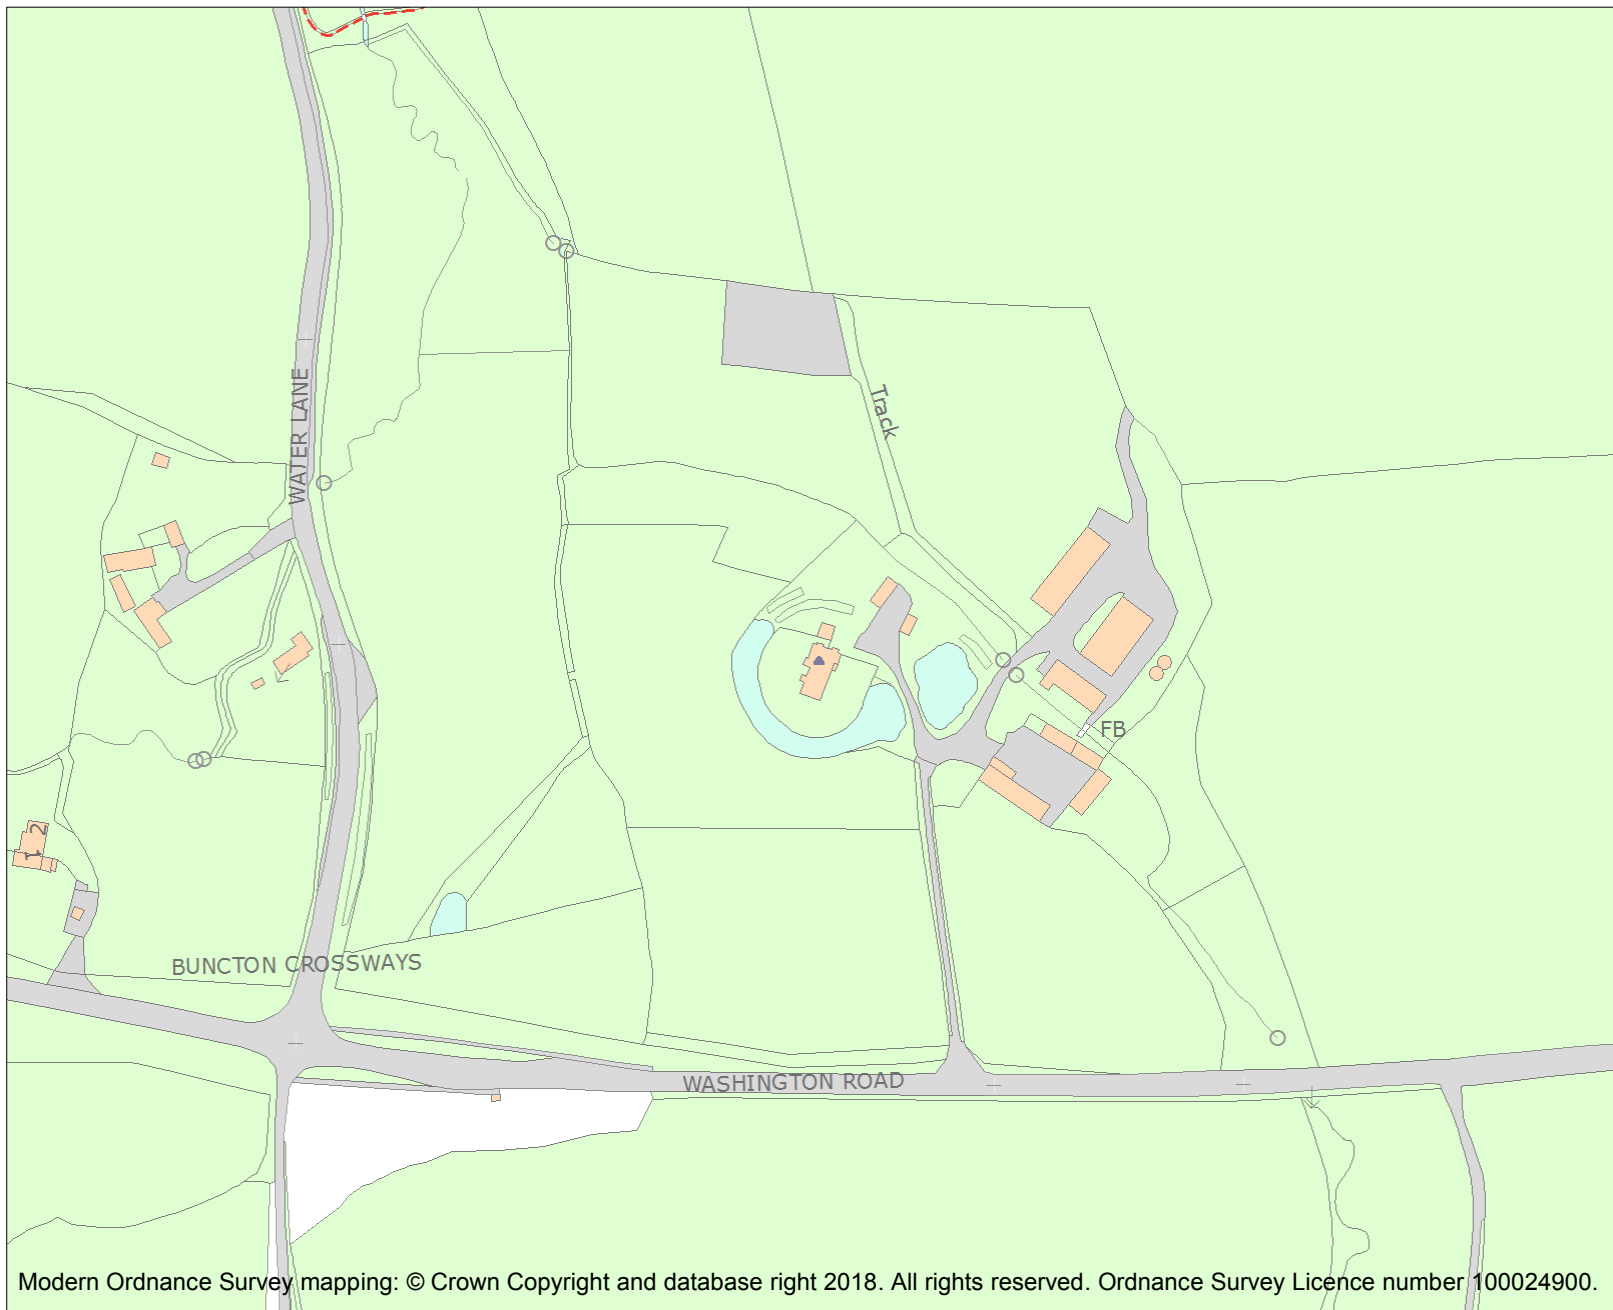 WATER LANE
Track
FB
1 2
BUNCTON CROSSWAYS
WASHINGTON ROAD
Modern Ordnance Survey mapping: © Crown Copyright and database right 2018. All rights reserved. Ordnance Survey Licence number 100024900.